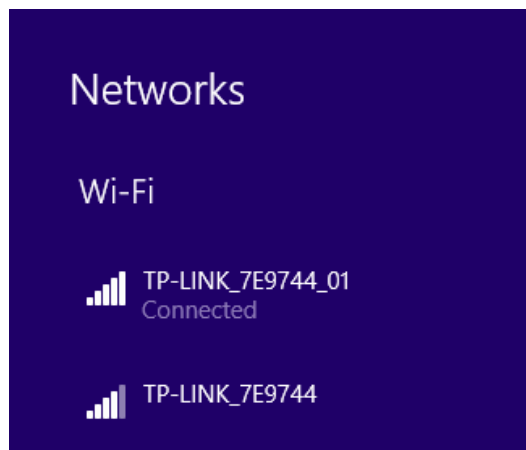 Networks
Wi-Fi
TP-LINK_7E9744_01
Connected
TP-LINK_7E9744